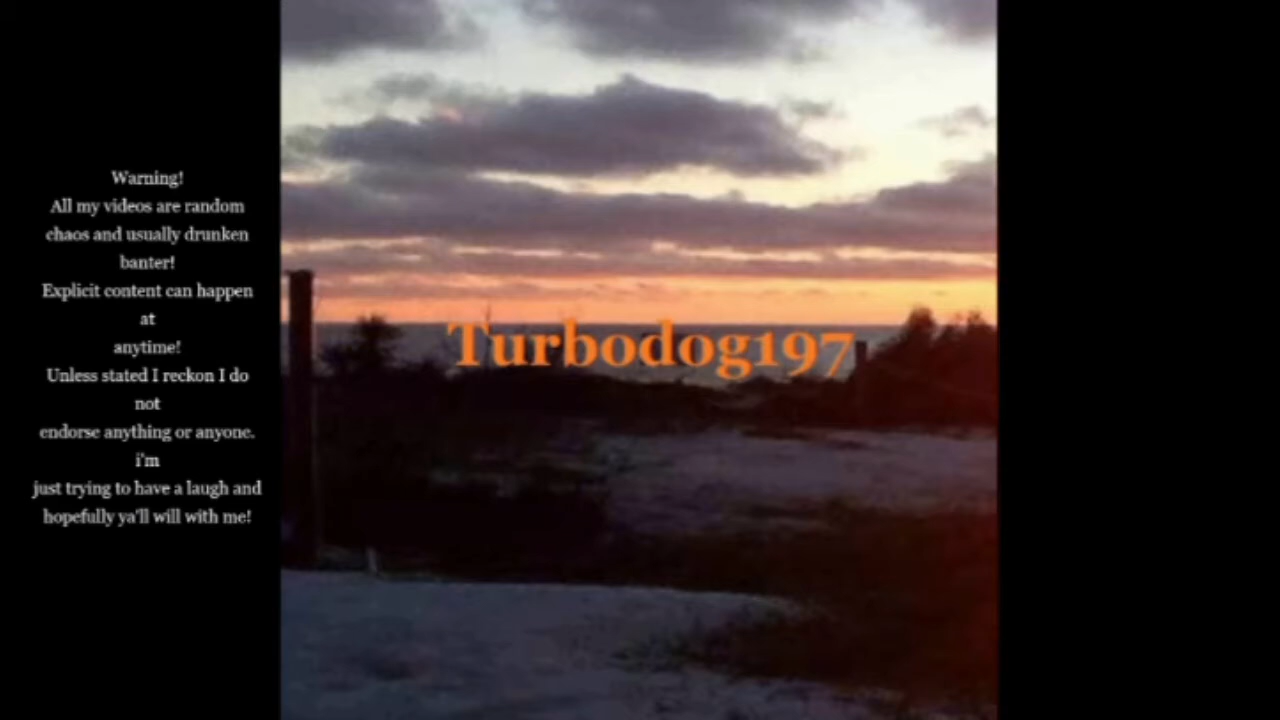 Warning!
All my videos are random
chaos and usually drunken
banter!
Explicit content can happen
at
anytime!
Unless stated I reckon I do
not
endorse anything or anyone.
i'm
just trying to have a laugh and
hopefully ya'll will with me!
Turbodog197